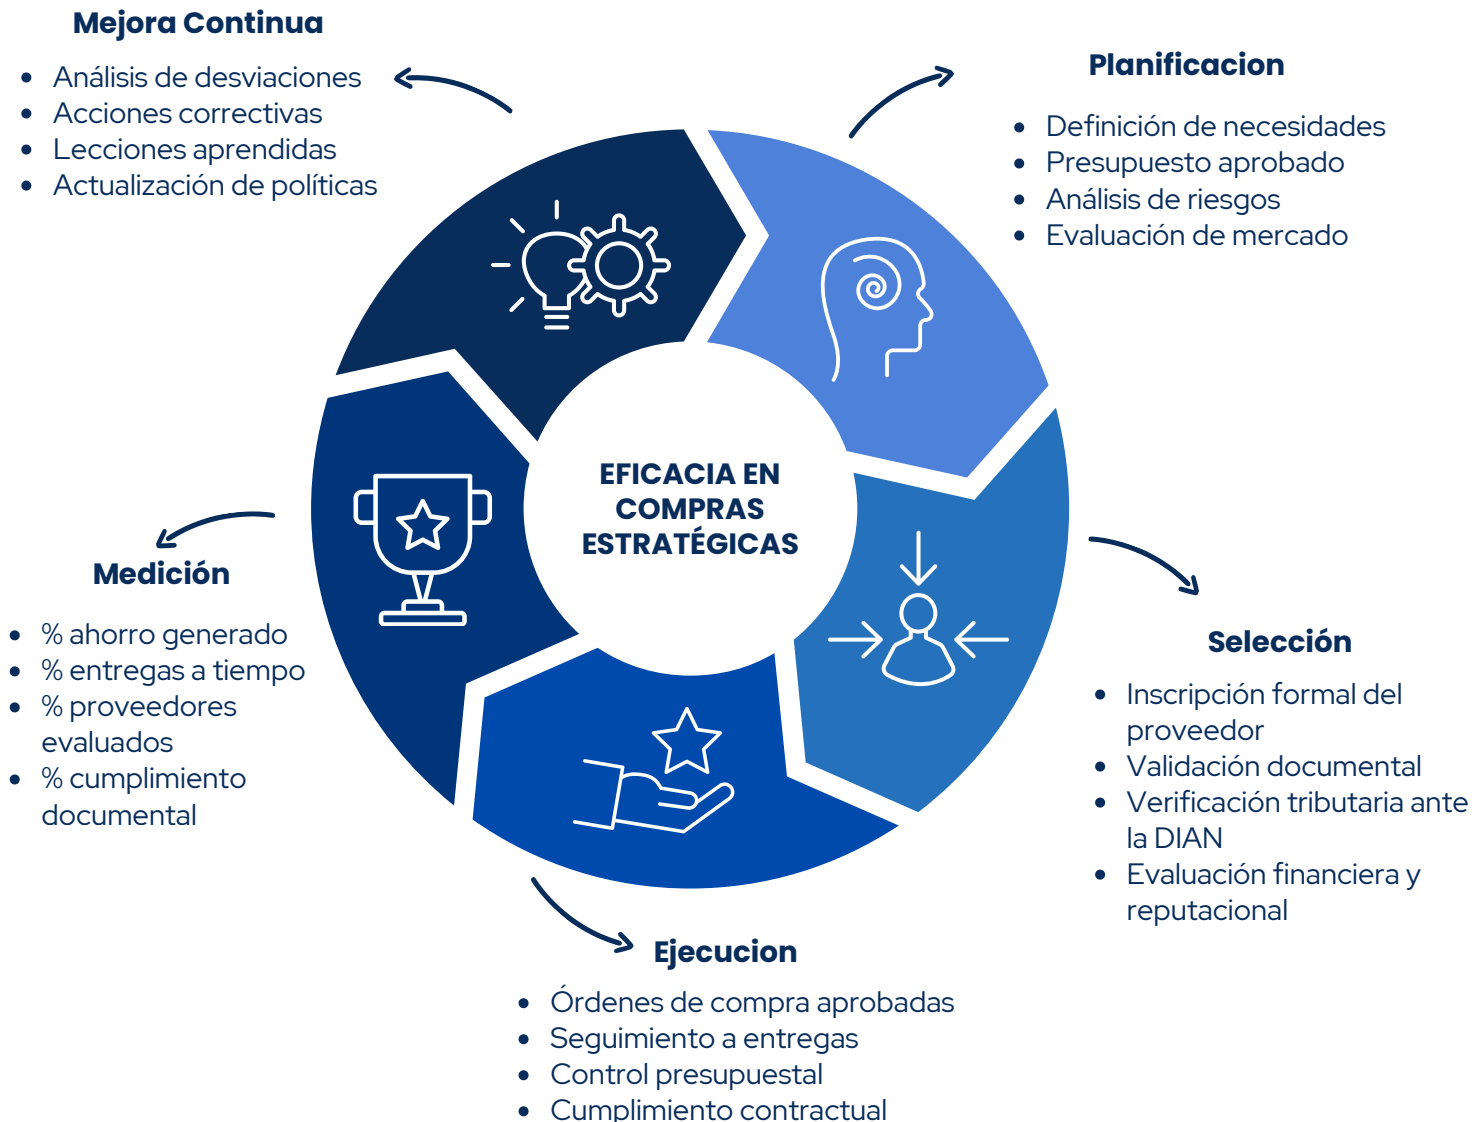 Mejora Continua
• Análisis de desviaciones
• Acciones correctivas
• Lecciones aprendidas
• Actualización de políticas
Planificacion
• Definición de necesidades
• Presupuesto aprobado
• Análisis de riesgos
• Evaluación de mercado
EFICACIA EN
COMPRAS
ESTRATÉGICAS
Medición
• % ahorro generado
• % entregas a tiempo
• % proveedores
evaluados
• % cumplimiento
documental
Selección
• Inscripción formal del
proveedor
• Validación documental
• Verificación tributaria ante
la DIAN
• Evaluación financiera y
reputacional
Ejecucion
• Órdenes de compra aprobadas
• Seguimiento a entregas
• Control presupuestal
• Cumplimiento contractual